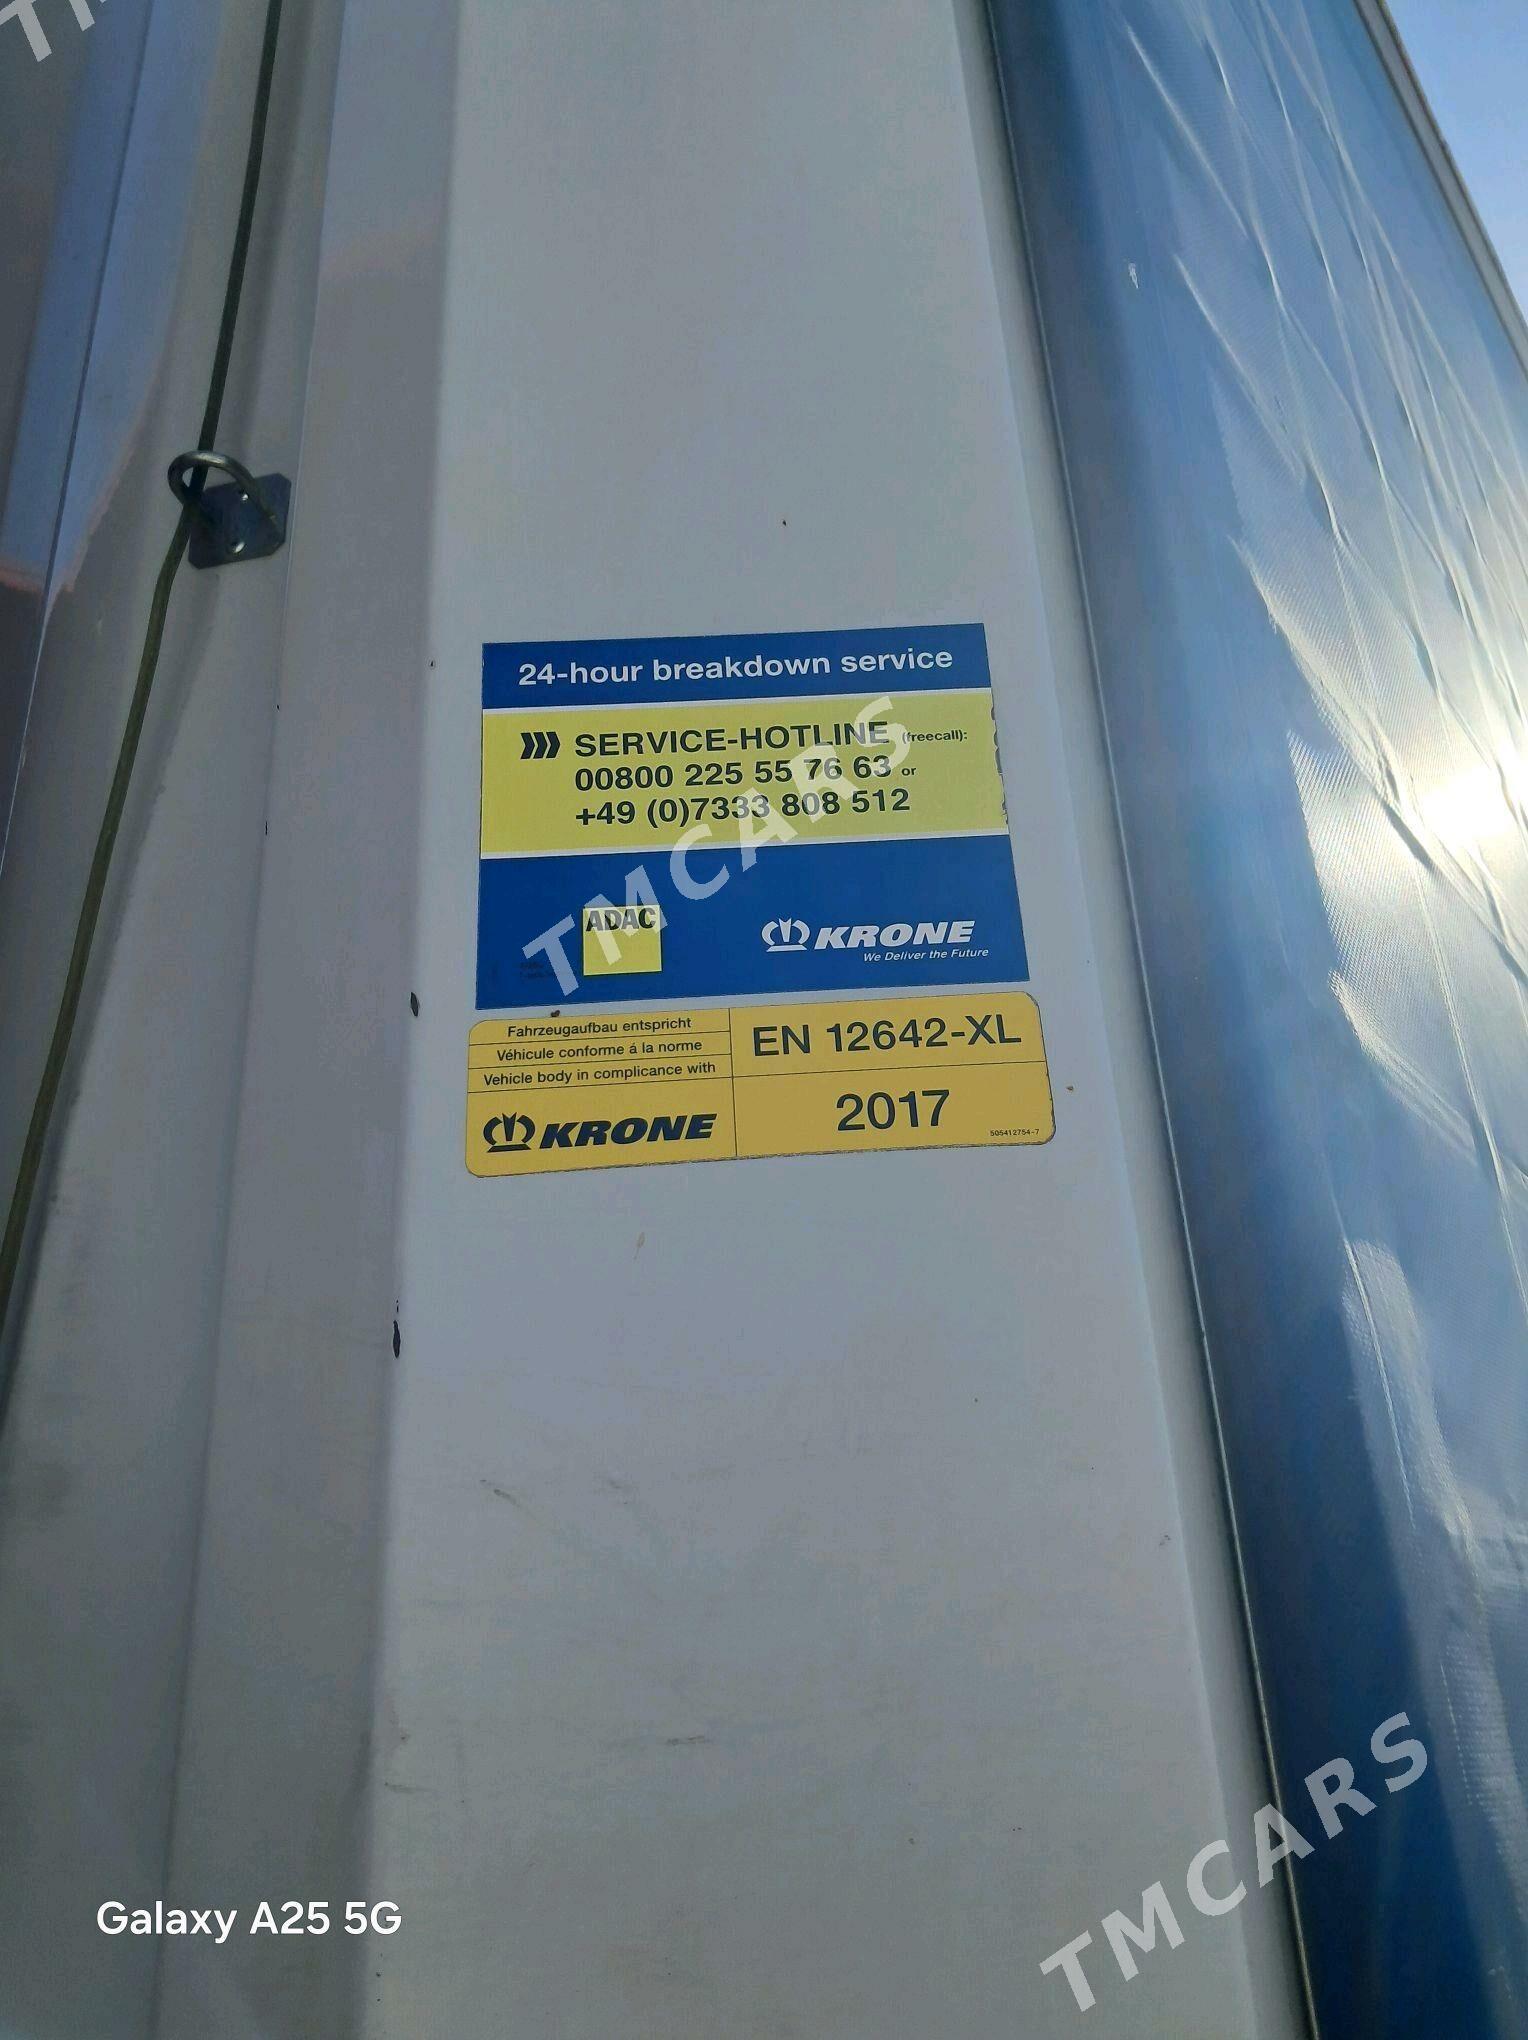 24-hour breakdown service
SERVICE-HOTLINE (freecall):
00800 225 55 76 63 or
+49 (0)7333 808 512
ADAC
KRONE
We Deliver the Future
Fahrzeugaufbau entspricht
Véhicule conforme á la norme
Vehicle body in complicance with
EN 12642-XL
KRONE
2017
505412754-7
TMCARS
TMCARS
Galaxy A25 5G